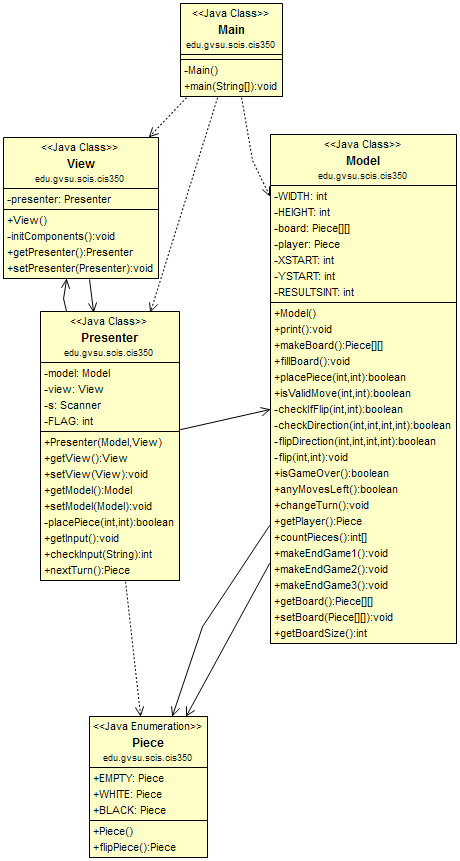 <<Java Class>>
Main
edu.gvsu.scis.cis350
-Main()
+main(String[]):void
<<Java Class>>
View
edu.gvsu.scis.cis350
-presenter: Presenter
+View()
-initComponents():void
+getPresenter():Presenter
+setPresenter(Presenter):void
<<Java Class>>
Model
edu.gvsu.scis.cis350
-WIDTH: int
-HEIGHT: int
-board: Piece[][]
-player: Piece
-XSTART: int
-YSTART: int
-RESULTSINT: int
+Model()
+print():void
+makeBoard():Piece[][]
+fillBoard():void
+placePiece(int,int):boolean
+isValidMove(int,int):boolean
-checkIfFlip(int,int):boolean
-checkDirection(int,int,int,int):boolean
-flipDirection(int,int,int,int):boolean
-flip(int,int):void
+isGameOver():boolean
+anyMovesLeft():boolean
+changeTurn():void
+getPlayer():Piece
+countPieces():int[]
+makeEndGame1():void
+makeEndGame2():void
+makeEndGame3():void
+getBoard():Piece[][]
+setBoard(Piece[][]):void
+getBoardSize():int
<<Java Class>>
Presenter
edu.gvsu.scis.cis350
-model: Model
-view: View
-s: Scanner
-FLAG: int
+Presenter(Model,View)
+getView():View
+setView(View):void
+getModel():Model
+setModel(Model):void
-placePiece(int,int):boolean
+getInput():void
+checkInput(String):int
+nextTurn():Piece
<<Java Enumeration>>
Piece
edu.gvsu.scis.cis350
+EMPTY: Piece
+WHITE: Piece
+BLACK: Piece
+Piece()
+flipPiece():Piece